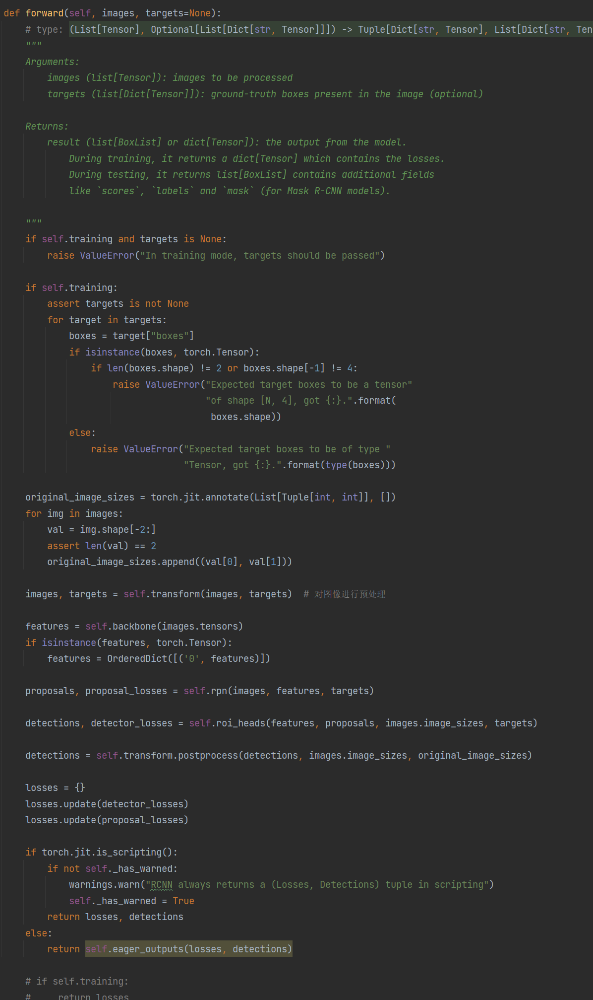 def forward(self, images, targets=None):
    # type: (List[Tensor], Optional[List[Dict[str, Tensor]]]) -> Tuple[Dict[str, Tensor], List[Dict[str, Ten
    """
    Arguments:
        images (list[Tensor]): images to be processed
        targets (list[Dict[Tensor]]): ground-truth boxes present in the image (optional)

    Returns:
        result (list[BoxList] or dict[Tensor]): the output from the model.
            During training, it returns a dict[Tensor] which contains the losses.
            During testing, it returns list[BoxList] contains additional fields
            like `scores`, `labels` and `mask` (for Mask R-CNN models).

    """
    if self.training and targets is None:
        raise ValueError("In training mode, targets should be passed")

    if self.training:
        assert targets is not None
        for target in targets:
            boxes = target["boxes"]
            if isinstance(boxes, torch.Tensor):
                if len(boxes.shape) != 2 or boxes.shape[-1] != 4:
                    raise ValueError("Expected target boxes to be a tensor"
                                     "of shape [N, 4], got {:}.".format(
                                      boxes.shape))
            else:
                raise ValueError("Expected target boxes to be of type "
                                 "Tensor, got {:}.".format(type(boxes)))

    original_image_sizes = torch.jit.annotate(List[Tuple[int, int]], [])
    for img in images:
        val = img.shape[-2:]
        assert len(val) == 2
        original_image_sizes.append((val[0], val[1]))

    images, targets = self.transform(images, targets)  # 对图像进行预处理

    features = self.backbone(images.tensors)
    if isinstance(features, torch.Tensor):
        features = OrderedDict([('0', features)])

    proposals, proposal_losses = self.rpn(images, features, targets)

    detections, detector_losses = self.roi_heads(features, proposals, images.image_sizes, targets)

    detections = self.transform.postprocess(detections, images.image_sizes, original_image_sizes)

    losses = {}
    losses.update(detector_losses)
    losses.update(proposal_losses)

    if torch.jit.is_scripting():
        if not self._has_warned:
            warnings.warn("RCNN always returns a (Losses, Detections) tuple in scripting")
            self._has_warned = True
        return losses, detections
    else:
        return self.eager_outputs(losses, detections)

    # if self.training:
    #     return losses